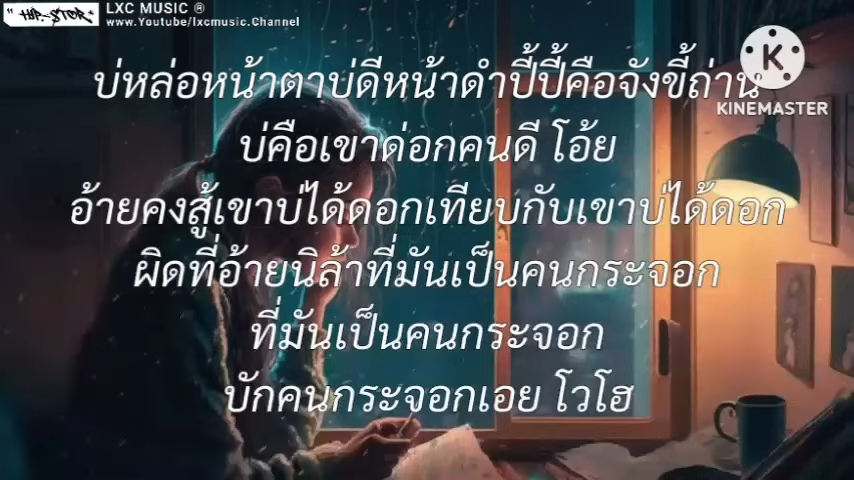 HIP-STOR
LXC MUSIC ®
www.Youtube/lxcmusic.Channel
K
KINEMASTER
บ่หล่อหน้าตาบ่ดีหน้าดำปี้ปี้คือจังขี้ถ่าน
บ่คือเขาด่อกคนดี โอ้ย
อ้ายคงสู้เขาบ่ได้ดอกเทียบกับเขาบ่ได้ดอก
ผิดที่อ้ายนิล้าที่มันเป็นคนกระจอก
ที่มันเป็นคนกระจอก
บักคนกระจอกเอย โวโฮ